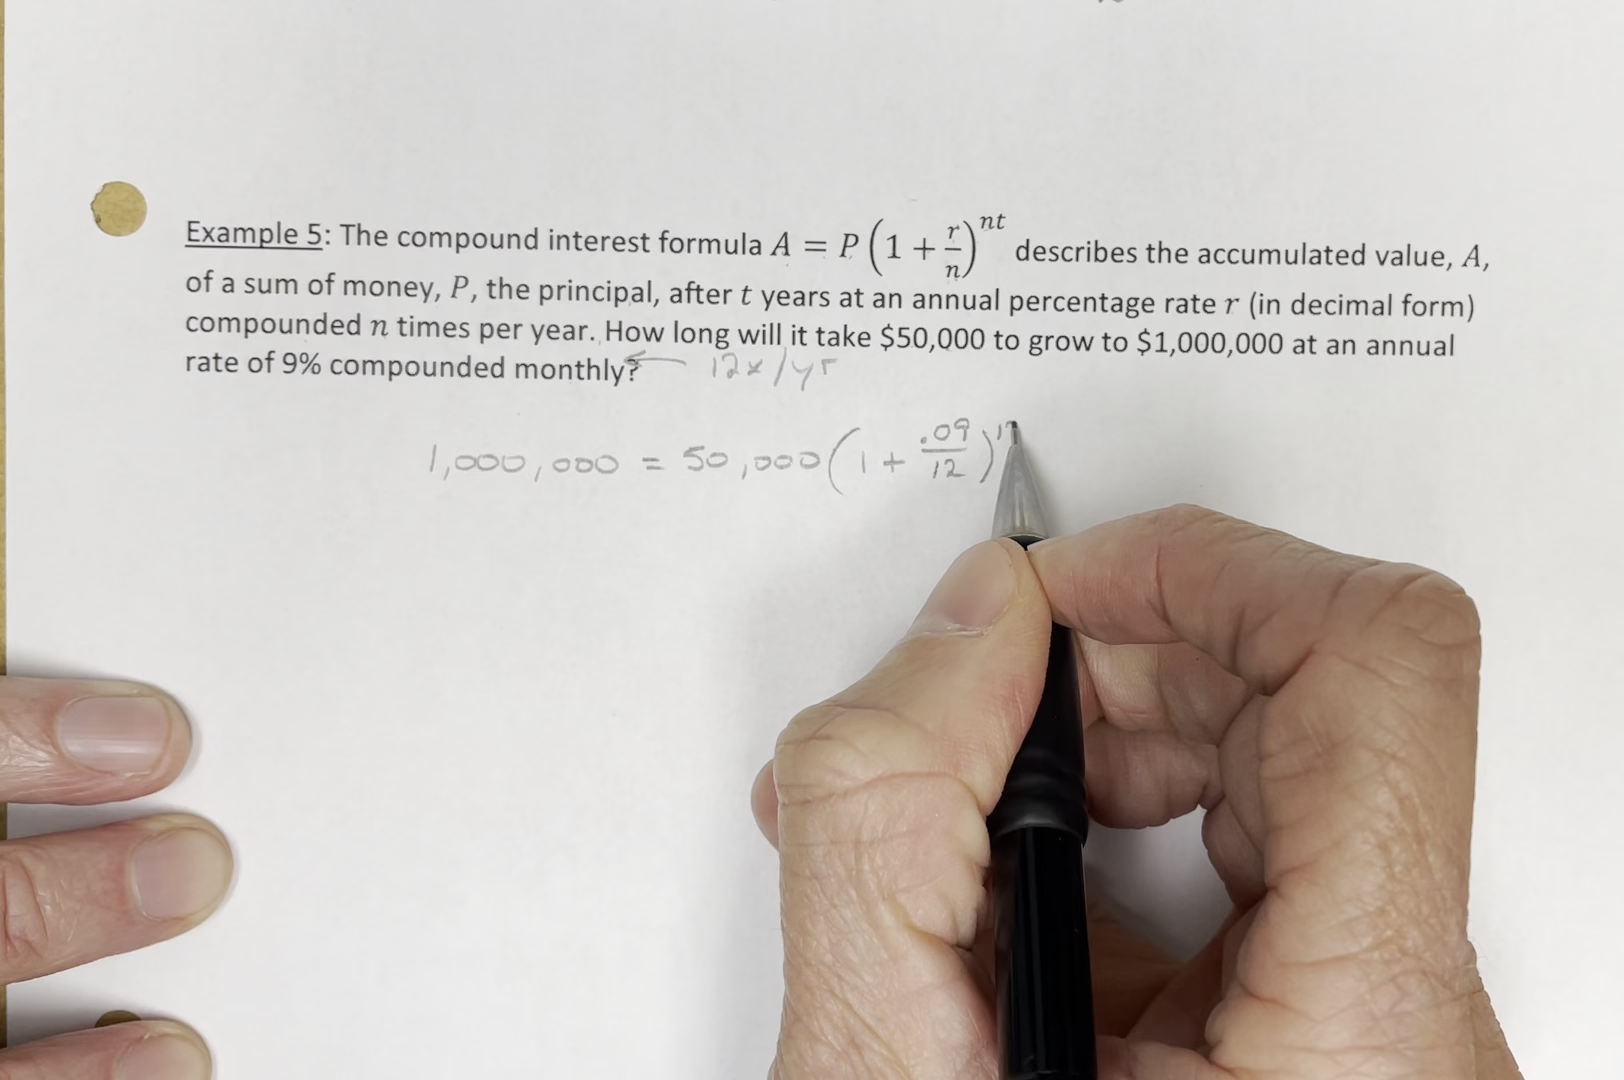 Example 5: The compound interest formula A = P(1 + r/n)^nt describes the accumulated value, A,
of a sum of money, P, the principal, after t years at an annual percentage rate r (in decimal form)
compounded n times per year. How long will it take $50,000 to grow to $1,000,000 at an annual
rate of 9% compounded monthly? ← 12x/yr
1,000,000 = 50,000(1 + .09/12)